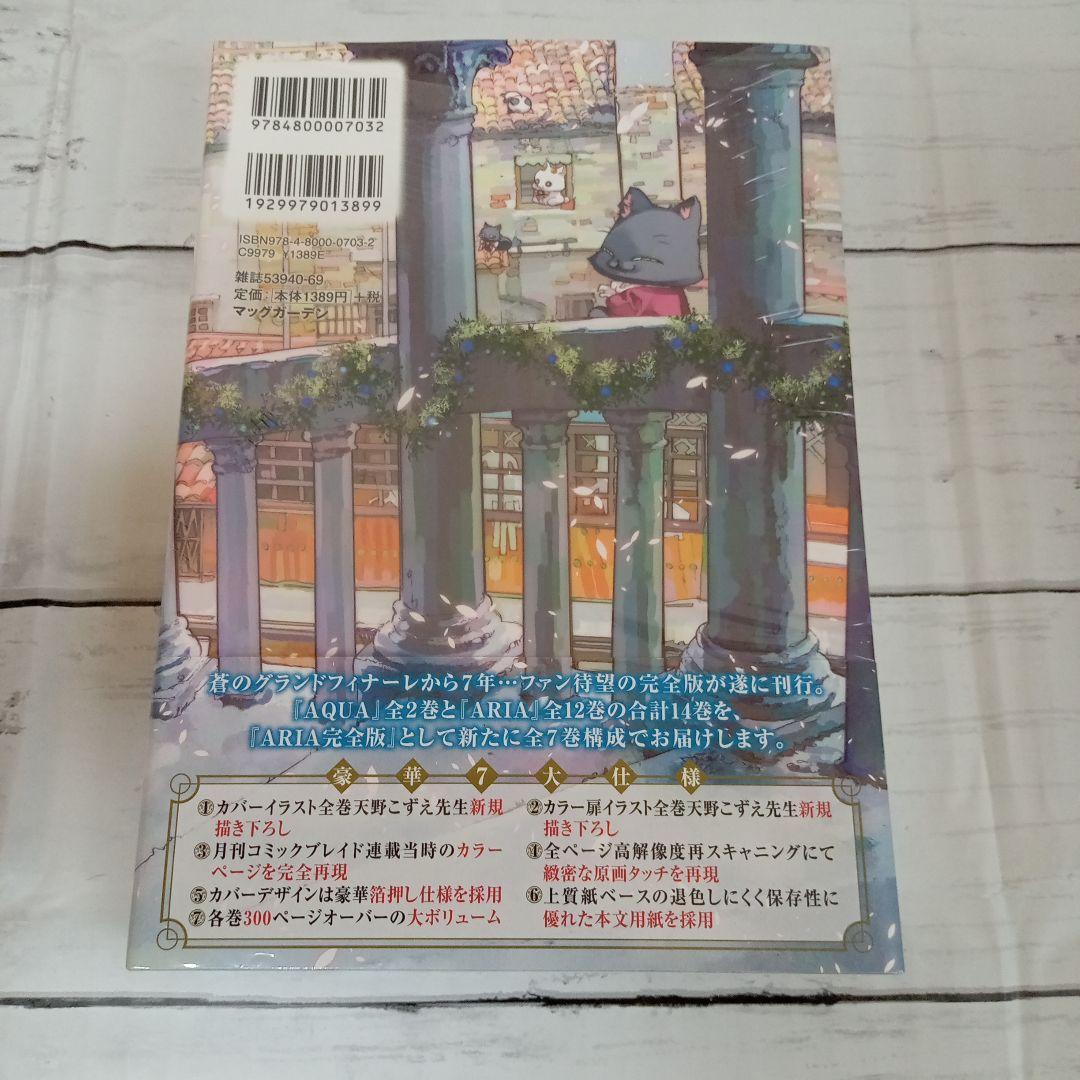 9784800007032
1929979013899
ISBN978-4-8000-0703-2
C9979 ¥1389E
雑誌53940-69
定価：本体1389円＋税
マッグガーデン
蒼のグランドフィナーレから7年…ファン待望の完全版が遂に刊行。
『AQUA』全2巻と『ARIA』全12巻の合計14巻を、
『ARIA完全版』として新たに全7巻構成でお届けします。
豪華7大仕様
①カバーイラスト全巻天野こずえ先生新規
描き下ろし
②カラー扉イラスト全巻天野こずえ先生新規
描き下ろし
③月刊コミックブレイド連載当時のカラー
ページを完全再現
④全ページ高解像度再スキャニングにて
緻密な原画タッチを再現
⑤カバーデザインは豪華箔押し仕様を採用
⑥上質紙ベースの退色しにくく保存性に
優れた本文用紙を採用
⑦各巻300ページオーバーの大ボリューム